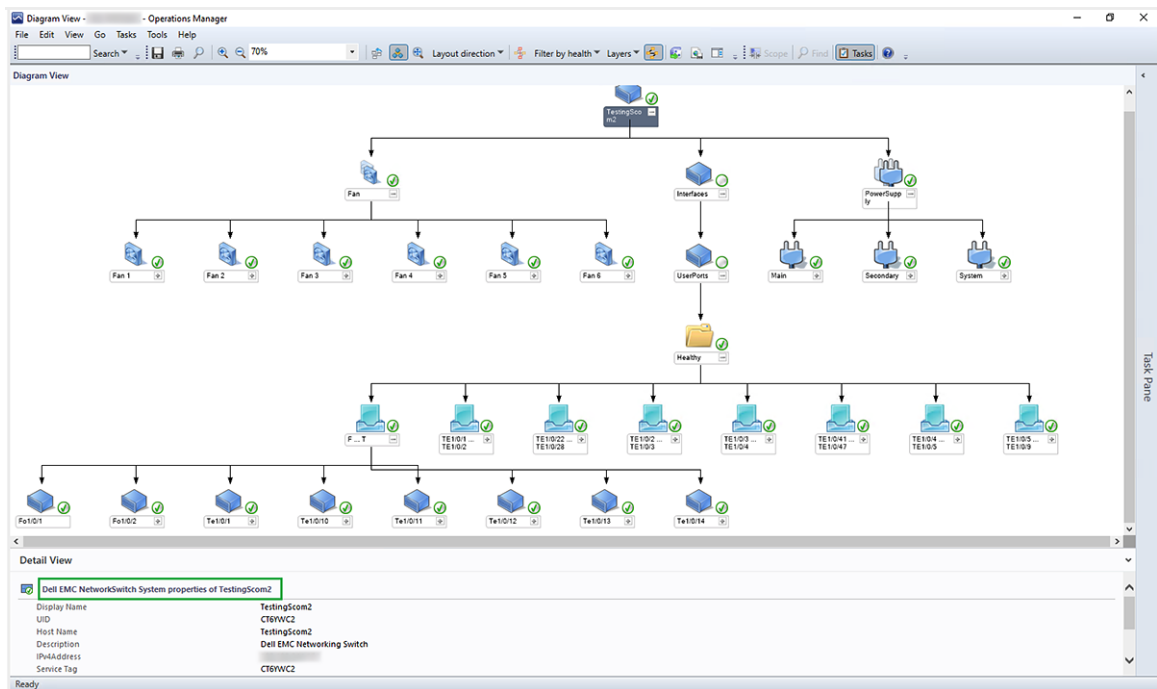 Diagram View - - Operations Manager
File Edit View Go Tasks Tools Help
Search 70% Layout direction Filter by health Layers Scope Find Tasks
Diagram View
TestingSco
m2
Fan Interfaces PowerSupp
ly
Fan 1 Fan 2 Fan 3 Fan 4 Fan 5 Fan 6 UserPorts Main Secondary System
Healthy
F ... T TE1/0/1 ... TE1/0/22 ... TE1/0/2 ... TE1/0/3 ... TE1/0/41 ... TE1/0/4 ... TE1/0/5 ...
TE1/0/2 TE1/0/28 TE1/0/3 TE1/0/4 TE1/0/47 TE1/0/5 TE1/0/9
Fo1/0/1 Fo1/0/2 Te1/0/1 Te1/0/10 Te1/0/11 Te1/0/12 Te1/0/13 Te1/0/14
Task Pane
Detail View
Dell EMC NetworkSwitch System properties of TestingScom2
Display Name TestingScom2
UID CT6YWC2
Host Name TestingScom2
Description Dell EMC Networking Switch
IPv4Address
Service Tag CT6YWC2
Ready